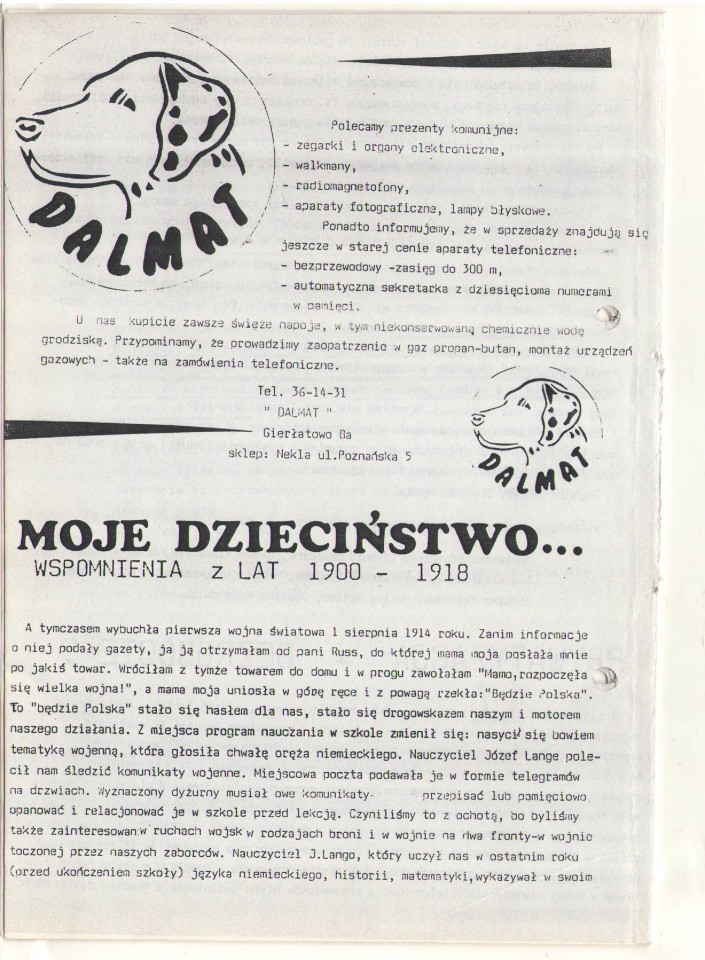 DALMAT
Polecamy prezenty komunijne:
- zegarki i organy elektroniczne,
- walkmany,
- radiomagnetofony,
- aparaty fotograficzne, lampy błyskowe.
Ponadto informujemy, że w sprzedaży znajdują się
jeszcze w starej cenie aparaty telefoniczne:
- bezprzewodowy -zasięg do 300 m,
- automatyczna sekretarka z dziesięcioma numerami
w pamięci.
U nas kupicie zawsze świeże napoje, w tym niekonserwowaną chemicznie wodę
grodziską. Przypominamy, że prowadzimy zaopatrzenie w gaz propan-butan, montaż urządzeń
gazowych - także na zamówienia telefoniczne.
Tel. 36-14-31
" DALMAT "
Gierłatowo 8a
sklep: Nekla ul.Poznańska 5
DALMAT
MOJE DZIECIŃSTWO...
WSPOMNIENIA z LAT 1900 - 1918
A tymczasem wybuchła pierwsza wojna światowa 1 sierpnia 1914 roku. Zanim informacje
o niej podały gazety, ja ją otrzymałam od pani Russ, do której mama moja posłała mnie
po jakiś towar. Wróciłam z tymże towarem do domu i w progu zawołałam "Mamo,rozpoczęła
się wielka wojna!", a mama moja uniosła w górę ręce i z powagą rzekła:"Będzie Polska".
To "będzie Polska" stało się hasłem dla nas, stało się drogowskazem naszym i motorem
naszego działania. Z miejsca program nauczania w szkole zmienił się: nasycił się bowiem
tematyką wojenną, która głosiła chwałę oręża niemieckiego. Nauczyciel Józef Lange pole-
cił nam śledzić komunikaty wojenne. Miejscowa poczta podawała je w formie telegramów
na drzwiach. Wyznaczony dyżurny musiał owe komunikaty- przepisać lub pamięciowo
opanować i relacjonować je w szkole przed lekcją. Czyniliśmy to z ochotą, bo byliśmy
także zainteresowani w ruchach wojsk w rodzajach broni i w wojnie na dwa fronty-w wojnie
toczonej przez naszych zaborców. Nauczyciel J.Lange, który uczył nas w ostatnim roku
(przed ukończeniem szkoły) języka niemieckiego, historii, matematyki,wykazywał w swoim